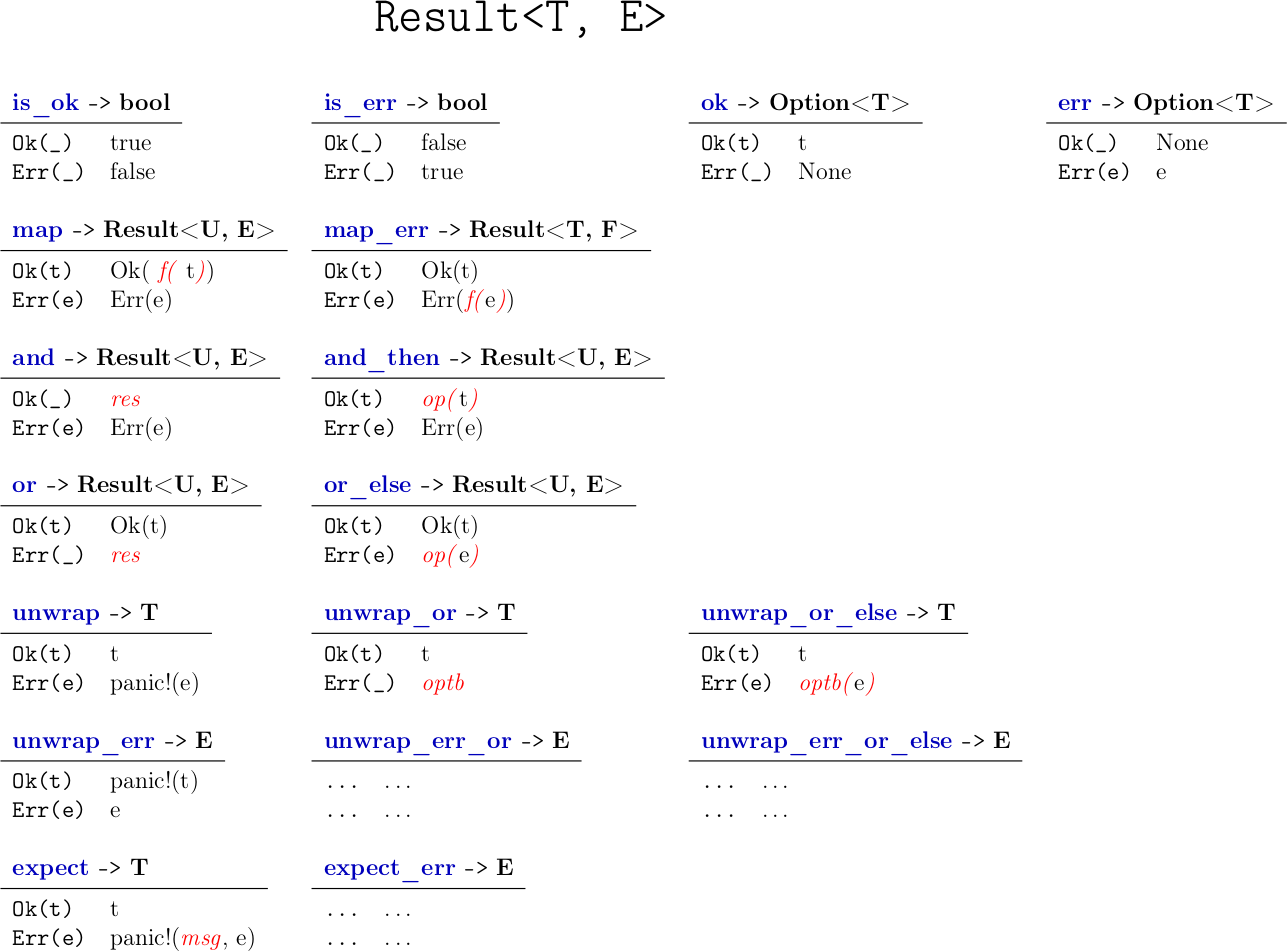 Result<T, E>
is_ok -> bool
Ok(_) true
Err(_) false
is_err -> bool
Ok(_) false
Err(_) true
ok -> Option<T>
Ok(t) t
Err(_) None
err -> Option<T>
Ok(_) None
Err(e) e
map -> Result<U, E>
Ok(t) Ok( f( t))
Err(e) Err(e)
map_err -> Result<T, F>
Ok(t) Ok(t)
Err(e) Err(f(e))
and -> Result<U, E>
Ok(_) res
Err(e) Err(e)
and_then -> Result<U, E>
Ok(t) op(t)
Err(e) Err(e)
or -> Result<U, E>
Ok(t) Ok(t)
Err(_) res
or_else -> Result<U, E>
Ok(t) Ok(t)
Err(e) op(e)
unwrap -> T
Ok(t) t
Err(e) panic!(e)
unwrap_or -> T
Ok(t) t
Err(_) optb
unwrap_or_else -> T
Ok(t) t
Err(e) optb(e)
unwrap_err -> E
Ok(t) panic!(t)
Err(e) e
unwrap_err_or -> E
... ...
... ...
unwrap_err_or_else -> E
... ...
... ...
expect -> T
Ok(t) t
Err(e) panic!(msg, e)
expect_err -> E
... ...
... ...